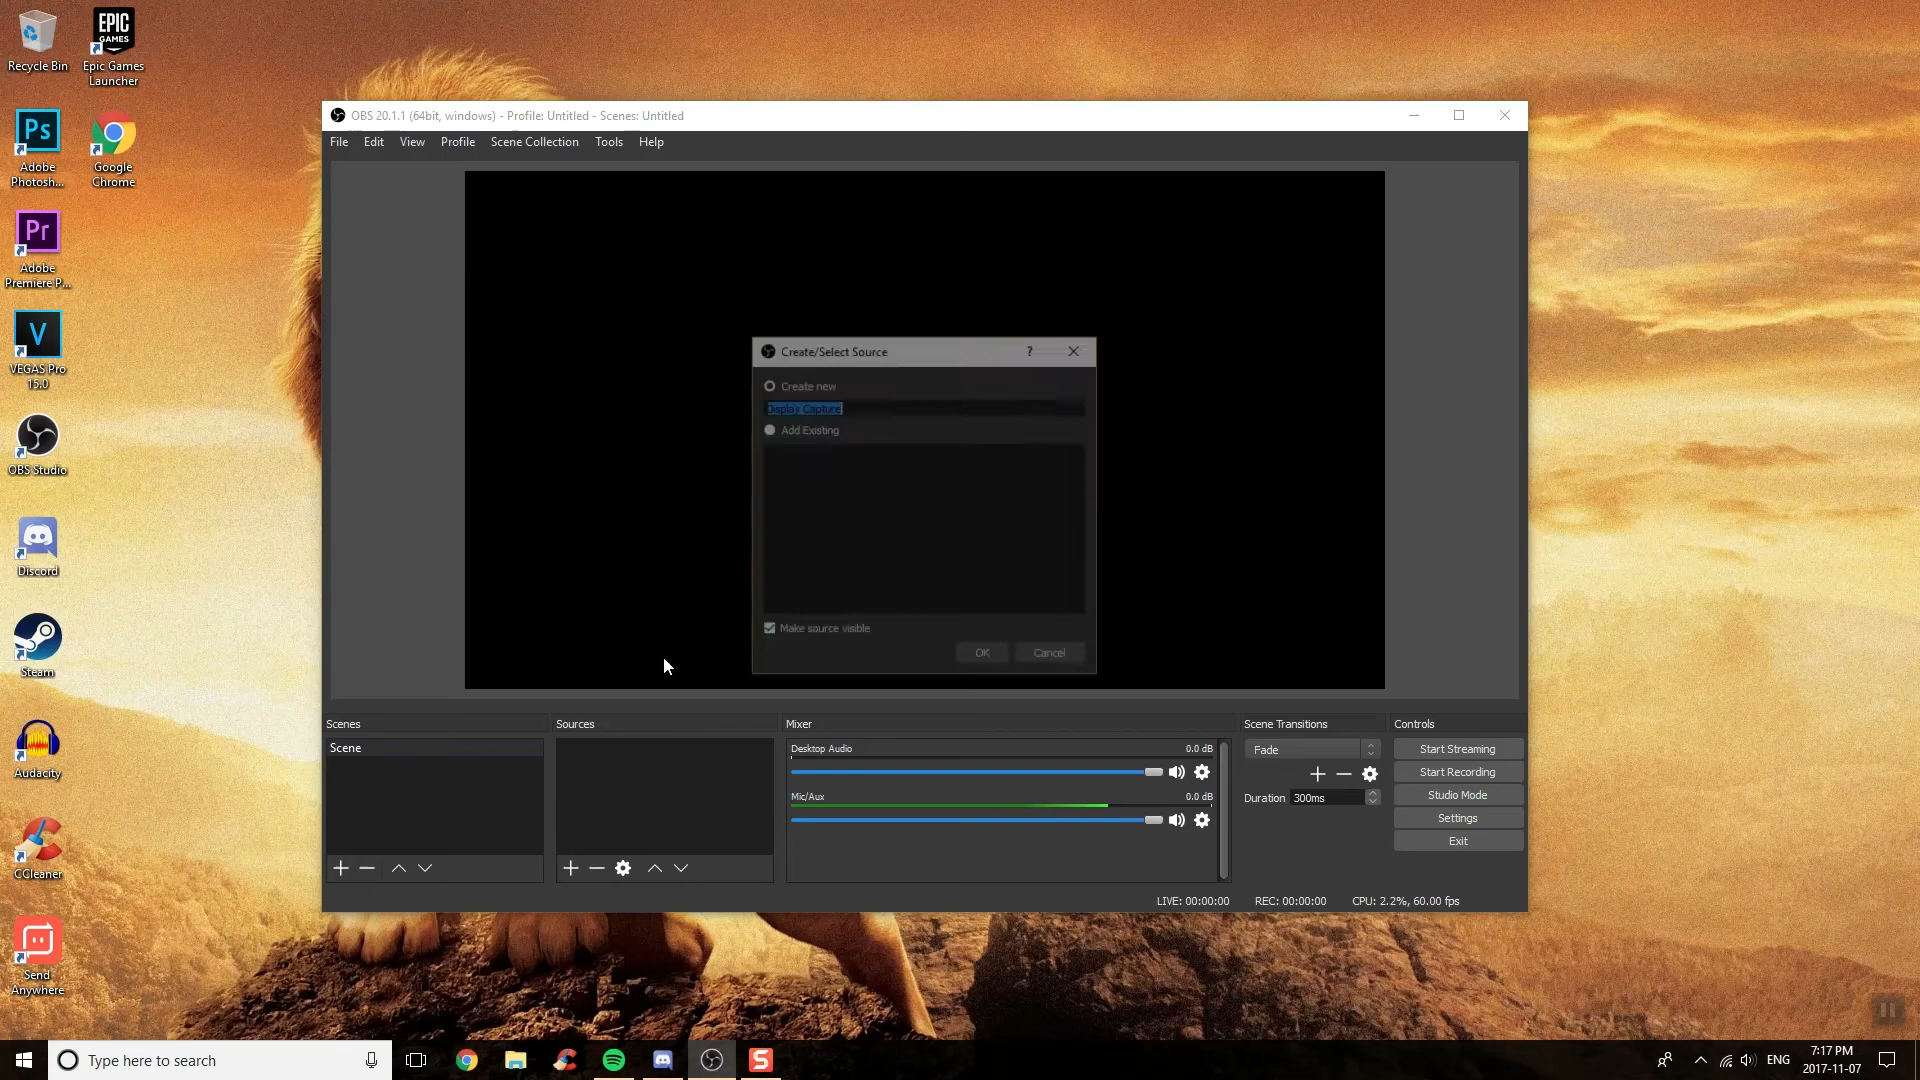 Recycle Bin
EPIC
GAMES
Epic Games
Launcher
Ps
Adobe
Photosh...
Google
Chrome
Pr
Adobe
Premiere P...
V
VEGAS Pro
15.0
OBS Studio
Discord
Steam
Audacity
CCleaner
Send
Anywhere
OBS 20.1.1 (64bit, windows) - Profile: Untitled - Scenes: Untitled
File Edit View Profile Scene Collection Tools Help
Create/Select Source ?
Create new
Display Capture
Add Existing
Make source visible
OK Cancel
Scenes
Scene
Sources
Mixer
Desktop Audio 0.0 dB
Mic/Aux 0.0 dB
Scene Transitions
Fade
Duration 300ms
Controls
Start Streaming
Start Recording
Studio Mode
Settings
Exit
LIVE: 00:00:00 REC: 00:00:00 CPU: 2.2%, 60.00 fps
Type here to search
S
ENG
7:17 PM
2017-11-07